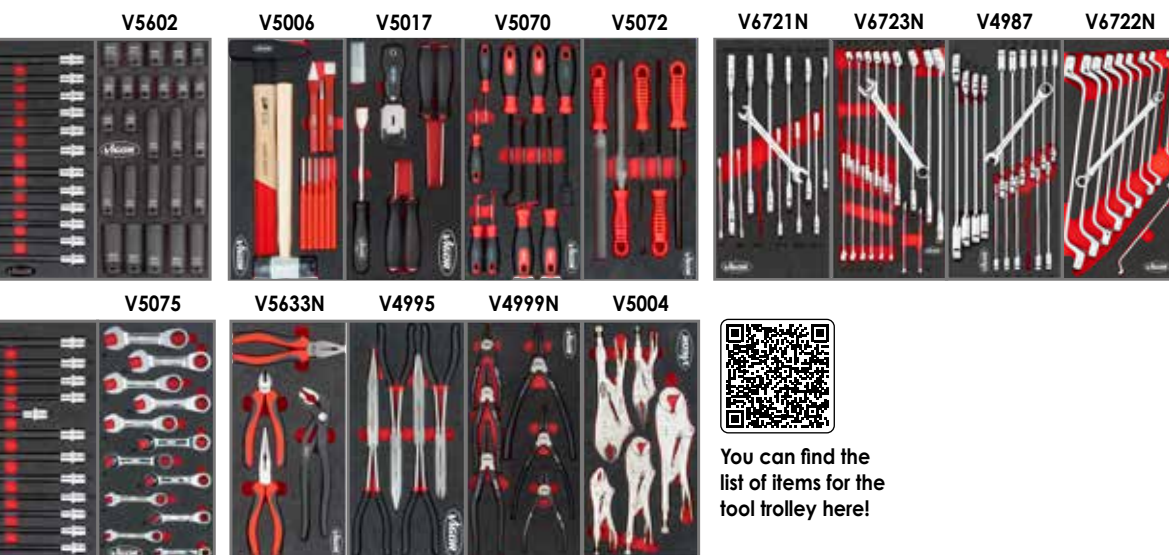 V5602 V5006 V5017 V5070 V5072 V6721N V6723N V4987 V6722N
VIGOR
V5075 V5633N V4995 V4999N V5004
You can find the
list of items for the
tool trolley here!